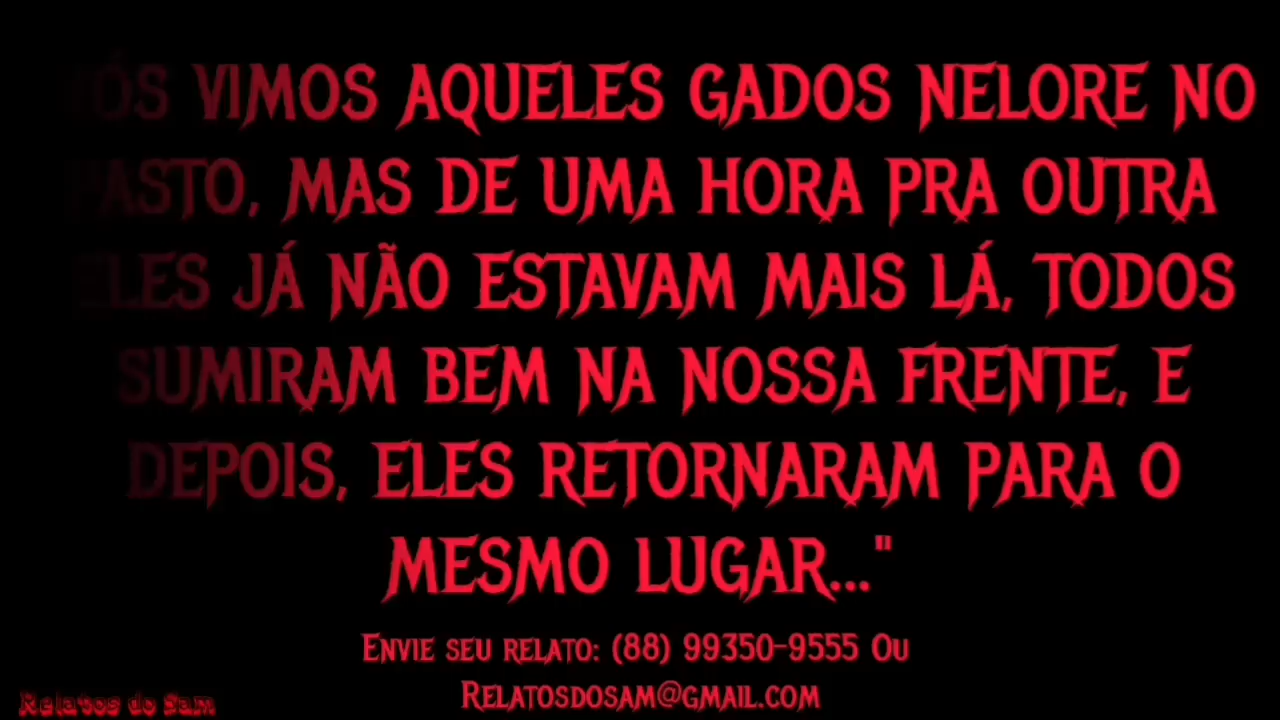 NÓS VIMOS AQUELES GADOS NELORE NO
PASTO, MAS DE UMA HORA PRA OUTRA
ELES JÁ NÃO ESTAVAM MAIS LÁ, TODOS
SUMIRAM BEM NA NOSSA FRENTE, E
DEPOIS, ELES RETORNARAM PARA O
MESMO LUGAR..."
ENVIE SEU RELATO: (88) 99350-9555 OU
RELATOSDOSAM@GMAIL.COM
Relatos do Sam